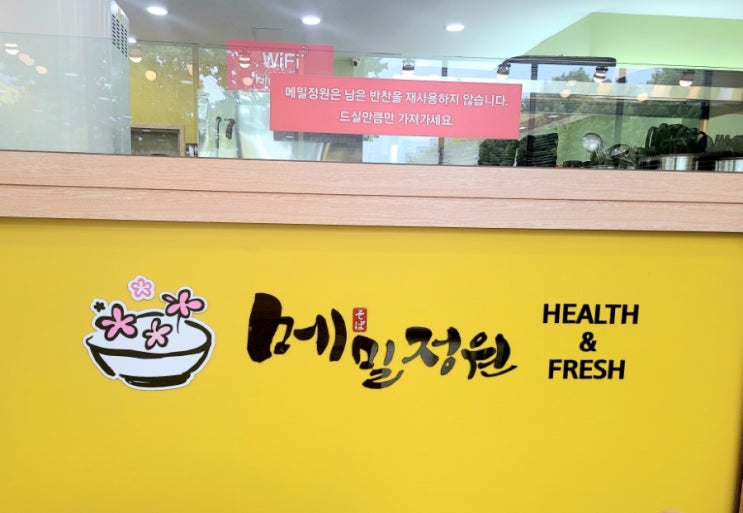 WiFi
메밀정원은 남은 반찬을 재사용하지 않습니다.
드실만큼만 가져가세요.
そば
메밀정원
HEALTH
&
FRESH